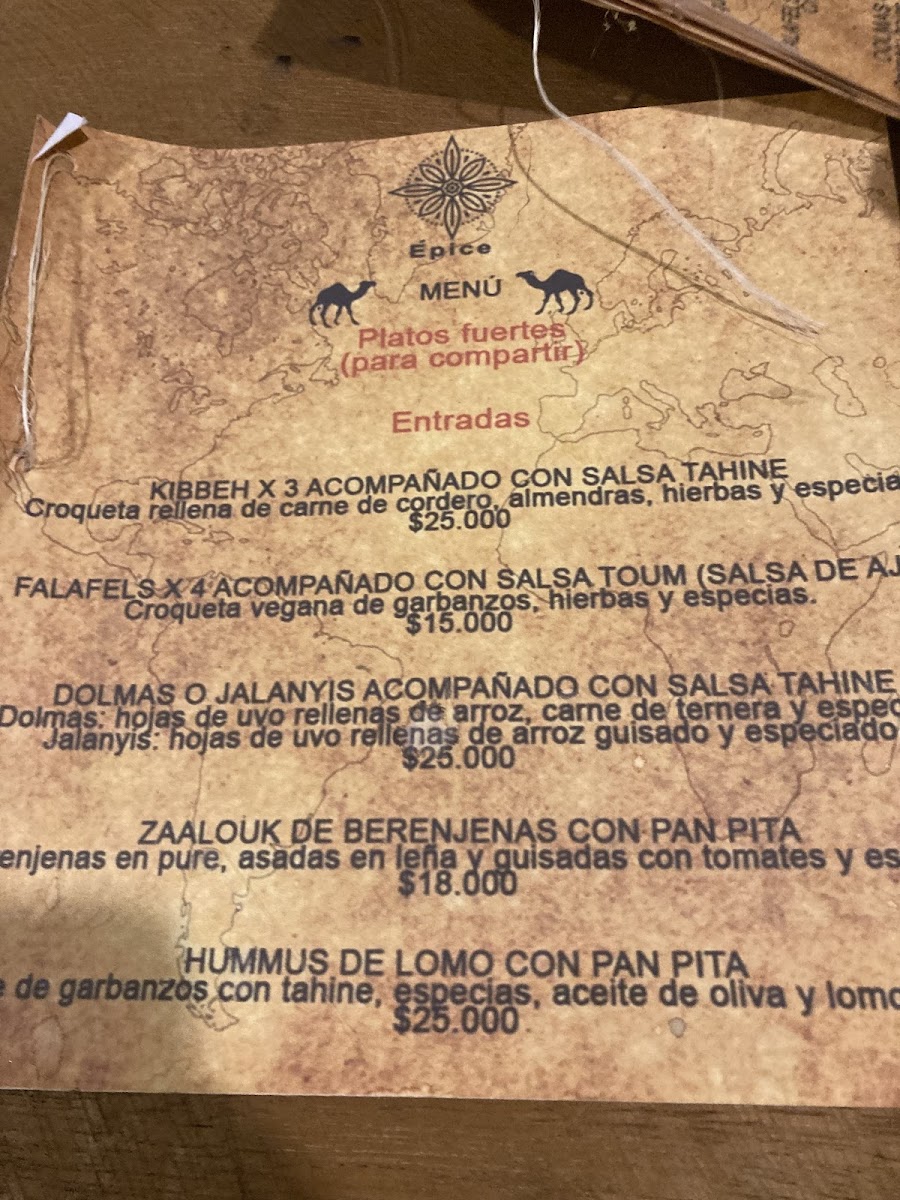 Épice
MENÚ
Platos fuertes
(para compartir)
Entradas
KIBBEH X 3 ACOMPAÑADO CON SALSA TAHINE
Croqueta rellena de carne de cordero, almendras, hierbas y especia
$25.000
FALAFELS X 4 ACOMPAÑADO CON SALSA TOUM (SALSA DE AJ
Croqueta vegana de garbanzos, hierbas y especias.
$15.000
DOLMAS O JALANYIS ACOMPAÑADO CON SALSA TAHINE
Dolmas: hojas de uvo rellenas de arroz, carne de ternera y espec
Jalanyis: hojas de uvo rellenas de arroz guisado y especiado
$25.000
ZAALOUK DE BERENJENAS CON PAN PITA
enjenas en pure, asadas en leña y guisadas con tomates y es
$18.000
HUMMUS DE LOMO CON PAN PITA
e de garbanzos con tahine, especias, aceite de oliva y lomo
$25.000